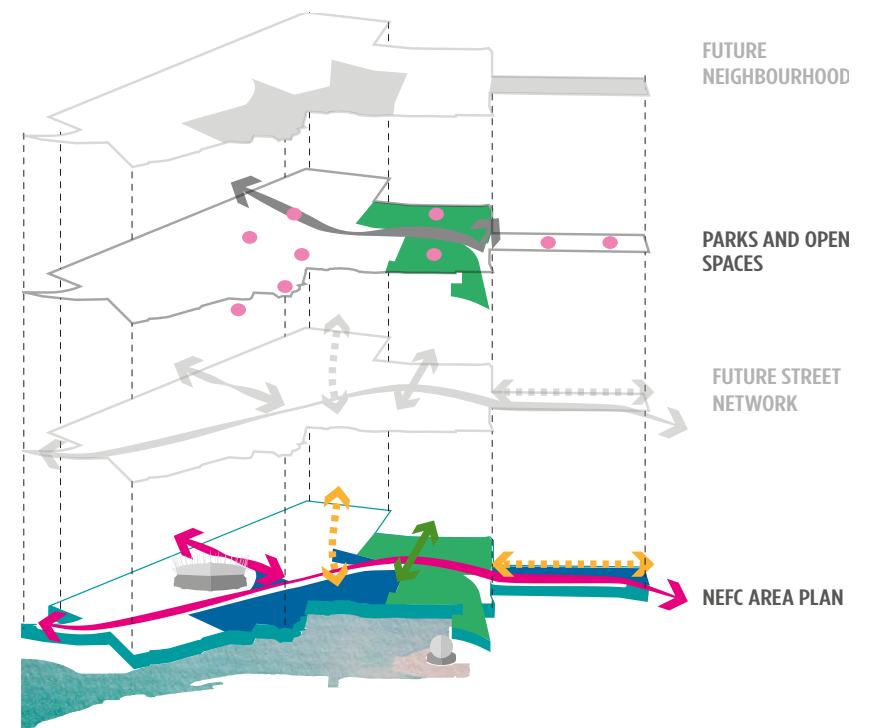 FUTURE
NEIGHBOURHOOD
PARKS AND OPEN
SPACES
FUTURE STREET
NETWORK
NEFC AREA PLAN